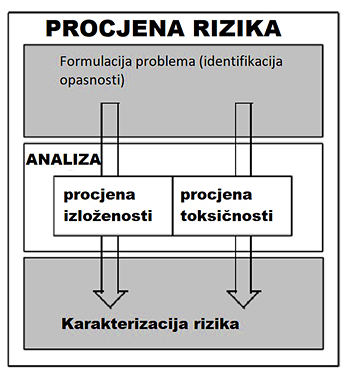 PROCJENA RIZIKA
Formulacija problema (identifikacija
opasnosti)
ANALIZA
procjena
izloženosti
procjena
toksičnosti
Karakterizacija rizika